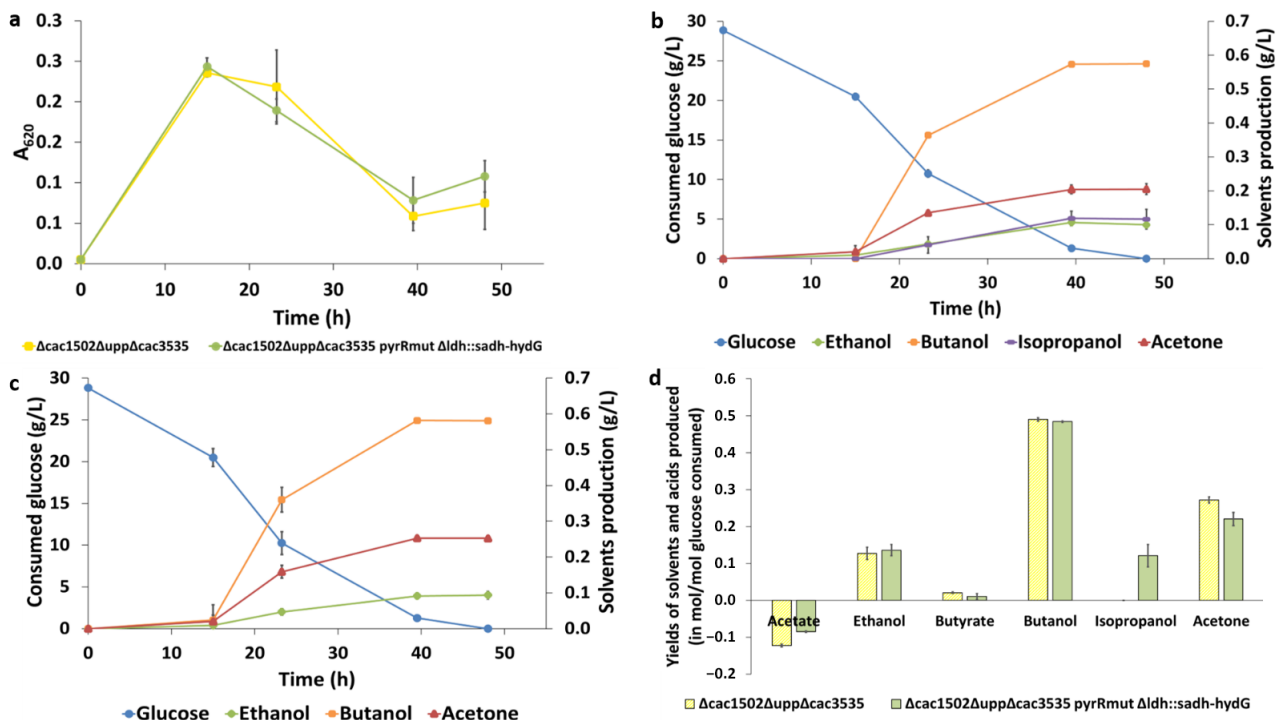 a
0.3
0.3
0.2
0.2
0.1
0.1
0.0
A620
0 10 20 30 40 50
Time (h)
Δcac1502ΔuppΔcac3535 Δcac1502ΔuppΔcac3535 pyrRmut Δldh::sadh-hydG
b
30
25
20
15
10
5
0
Consumed glucose (g/L)
0.7
0.6
0.5
0.4
0.3
0.2
0.1
0.0
Solvents production (g/L)
0 10 20 30 40 50
Time (h)
Glucose Ethanol Butanol Isopropanol Acetone
c
30
25
20
15
10
5
0
Consumed glucose (g/L)
0.7
0.6
0.5
0.4
0.3
0.2
0.1
0.0
Solvents production (g/L)
0 10 20 30 40 50
Time (h)
Glucose Ethanol Butanol Acetone
d
0.6
0.5
0.4
0.3
0.2
0.1
0.0
−0.1
−0.2
Yields of solvents and acids produced
(in mol/mol glucose consumed)
Acetate Ethanol Butyrate Butanol Isopropanol Acetone
Δcac1502ΔuppΔcac3535 Δcac1502ΔuppΔcac3535 pyrRmut Δldh::sadh-hydG